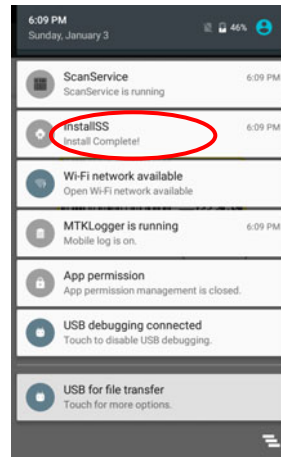 6:09 PM
Sunday, January 3
46%
ScanService
6:09 PM
ScanService is running
InstallSS
6:09 PM
Install Complete!
Wi-Fi network available
Open Wi-Fi network available
MTKLogger is running
6:09 PM
Mobile log is on.
App permission
App permission management is closed.
USB debugging connected
Touch to disable USB debugging.
USB for file transfer
Touch for more options.